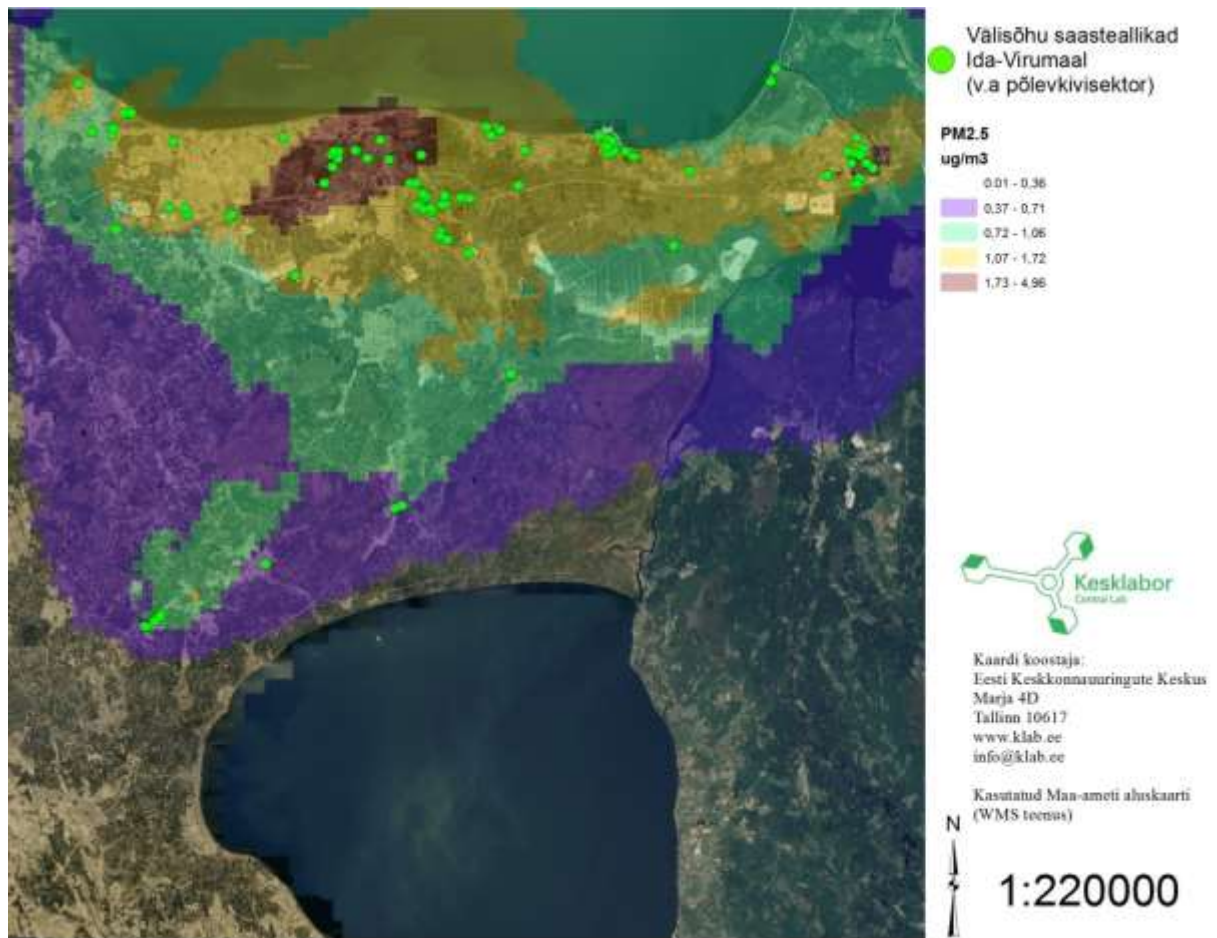 Välisõhu saasteallikad
Ida-Virumaal
(v.a põlevkivisektor)
PM2.5
ug/m3
0.01 - 0,36
0,37 - 0,71
0,72 - 1,06
1,07 - 1,72
1,73 - 4,96
Kesklabor
Central Lab
Kaardi koostaja:
Eesti Keskkonnauuringute Keskus
Marja 4D
Tallinn 10617
www.klab.ee
info@klab.ee
Kasutatud Maa-ameti aluskaarti
(WMS teenus)
N
1:220000